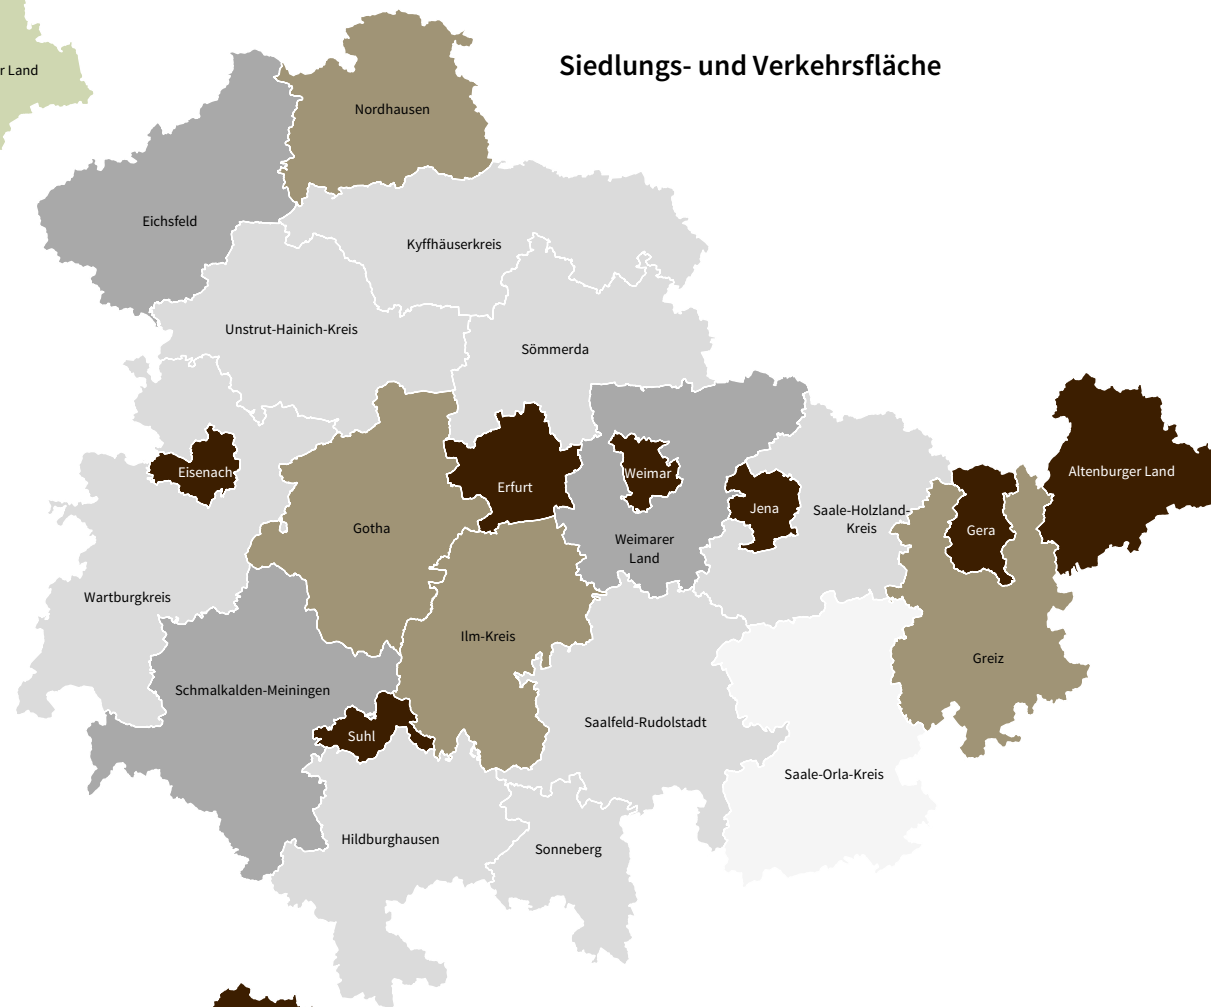 Siedlungs- und Verkehrsfläche
r Land
Nordhausen
Eichsfeld
Kyffhäuserkreis
Unstrut-Hainich-Kreis
Sömmerda
Eisenach
Erfurt
Weimar
Altenburger Land
Jena
Saale-Holzland-
Kreis
Gotha
Gera
Weimarer
Land
Wartburgkreis
Ilm-Kreis
Greiz
Schmalkalden-Meiningen
Saalfeld-Rudolstadt
Suhl
Saale-Orla-Kreis
Hildburghausen
Sonneberg